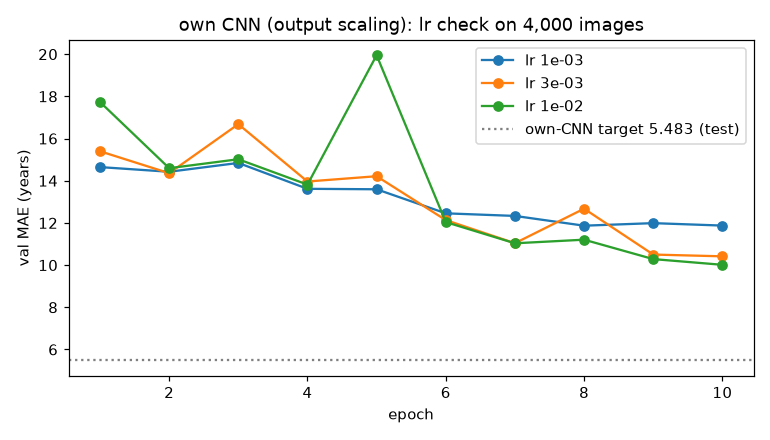 own CNN (output scaling): lr check on 4,000 images
20
18
16
14
12
10
8
6
val MAE (years)
lr 1e-03
lr 3e-03
lr 1e-02
own-CNN target 5.483 (test)
2 4 6 8 10
epoch